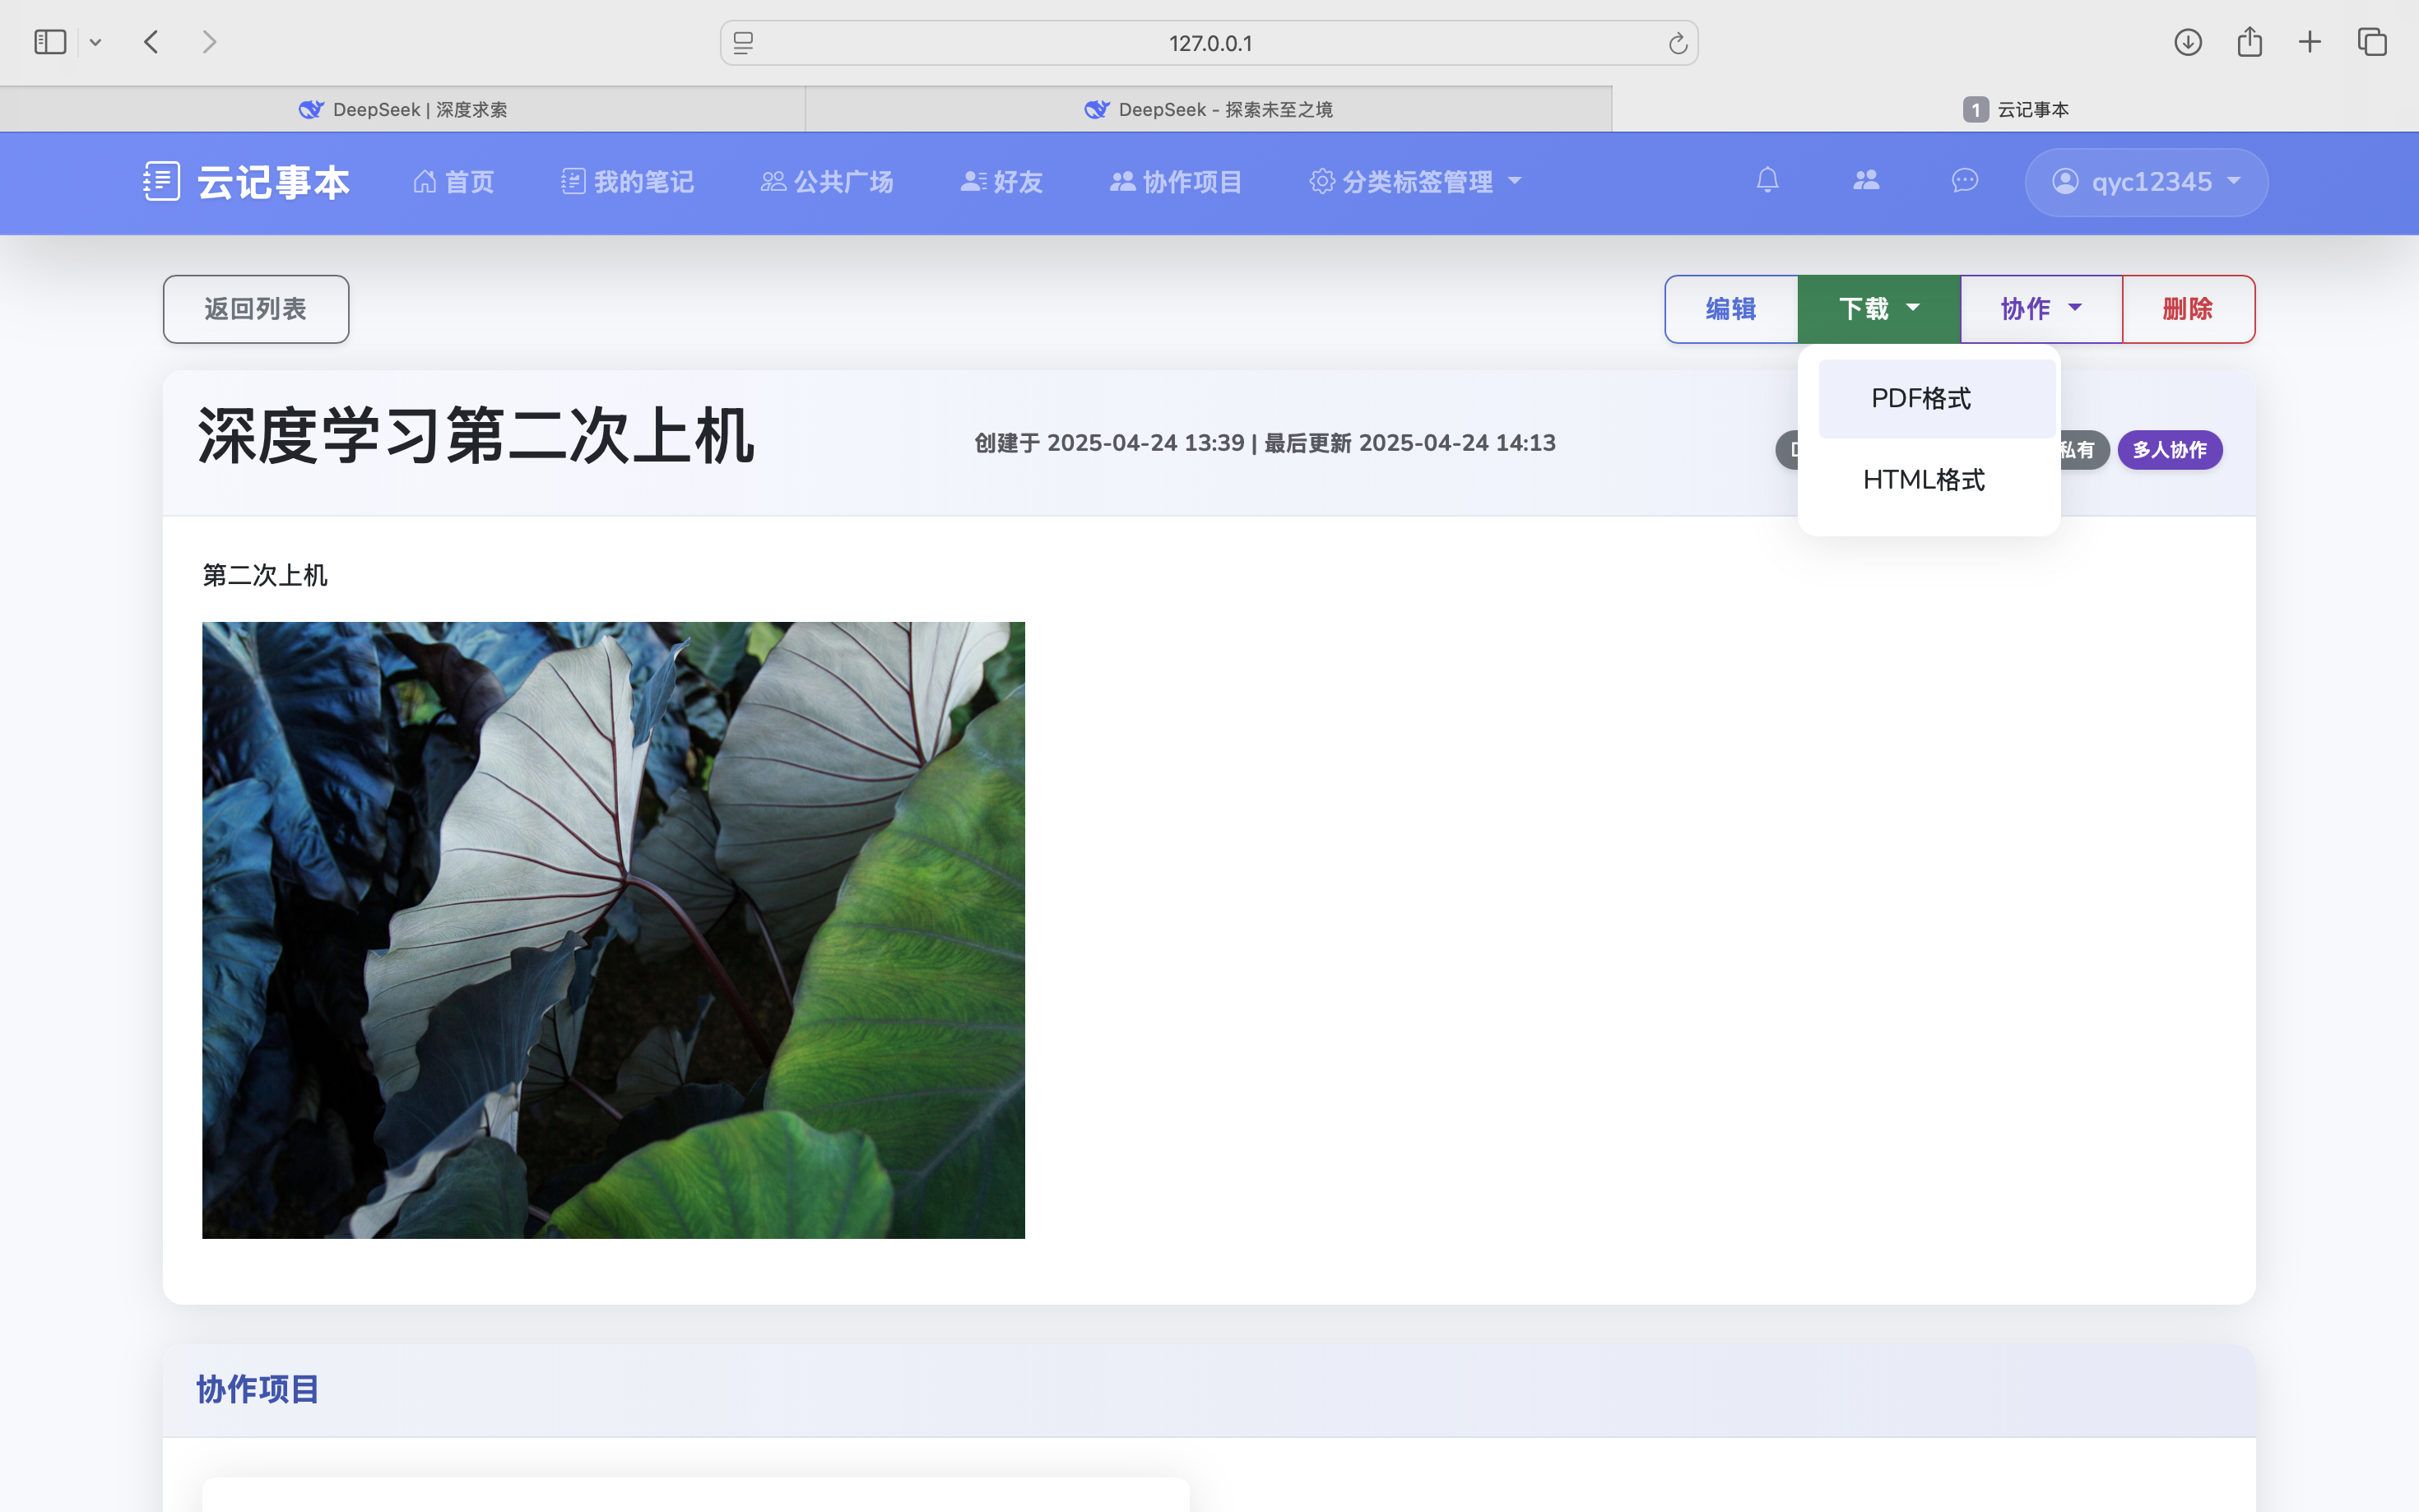 127.0.0.1
DeepSeek | 深度求索
DeepSeek - 探索未至之境
1 云记事本
云记事本
首页
我的笔记
公共广场
好友
协作项目
分类标签管理
qyc12345
返回列表
编辑
下载
协作
删除
PDF格式
HTML格式
深度学习第二次上机
创建于 2025-04-24 13:39 | 最后更新 2025-04-24 14:13
私有
多人协作
第二次上机
协作项目